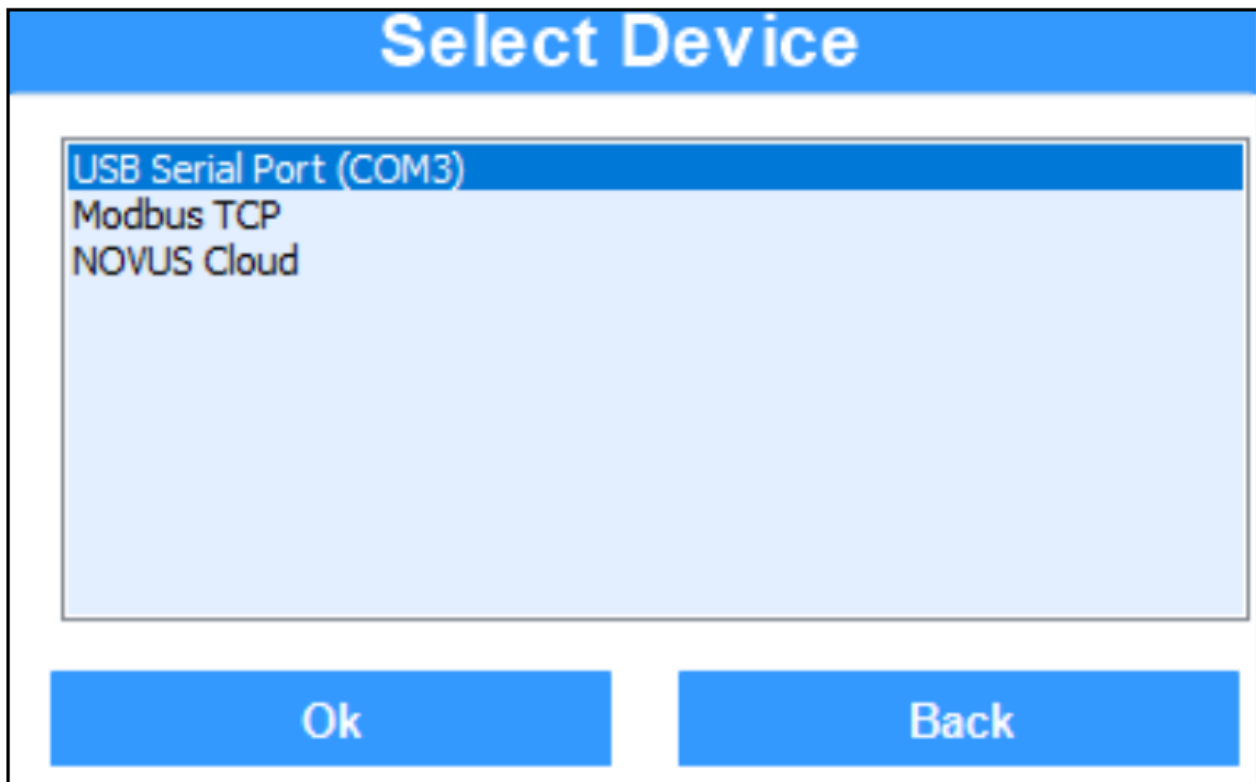 Select Device
USB Serial Port (COM3)
Modbus TCP
NOVUS Cloud
Ok
Back